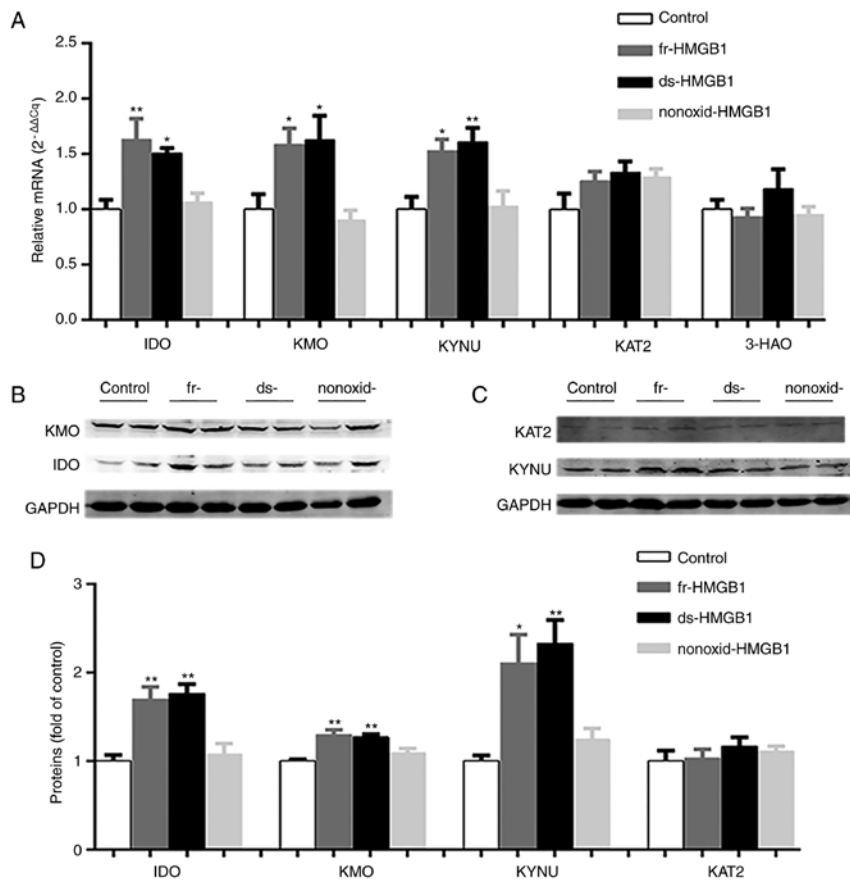 A
Control
fr-HMGB1
ds-HMGB1
nonoxid-HMGB1
Relative mRNA (2^-ΔΔCq)
2.5
2.0
1.5
1.0
0.5
0.0
** *
* *
* **
IDO KMO KYNU KAT2 3-HAO
B
Control fr- ds- nonoxid-
KMO
IDO
GAPDH
C
Control fr- ds- nonoxid-
KAT2
KYNU
GAPDH
D
Control
fr-HMGB1
ds-HMGB1
nonoxid-HMGB1
Proteins (fold of control)
3
2
1
0
** **
** **
* **
IDO KMO KYNU KAT2